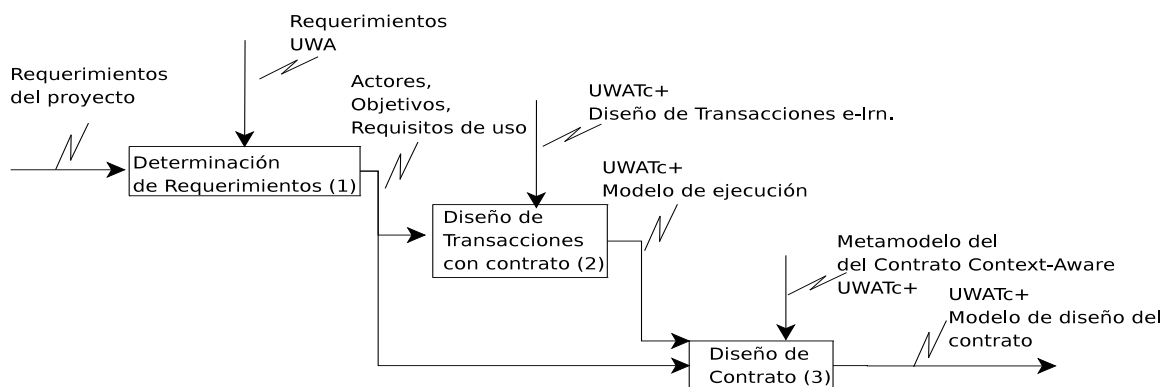 Requerimientos
UWA
Requerimientos
del proyecto
Actores,
Objetivos,
Requisitos de uso
UWATc+
Diseño de Transacciones e-lrn.
Determinación
de Requerimientos (1)
UWATc+
Modelo de ejecución
Diseño de
Transacciones
con contrato (2)
Metamodelo del
del Contrato Context-Aware
UWATc+
UWATc+
Modelo de diseño del
contrato
Diseño de
Contrato (3)